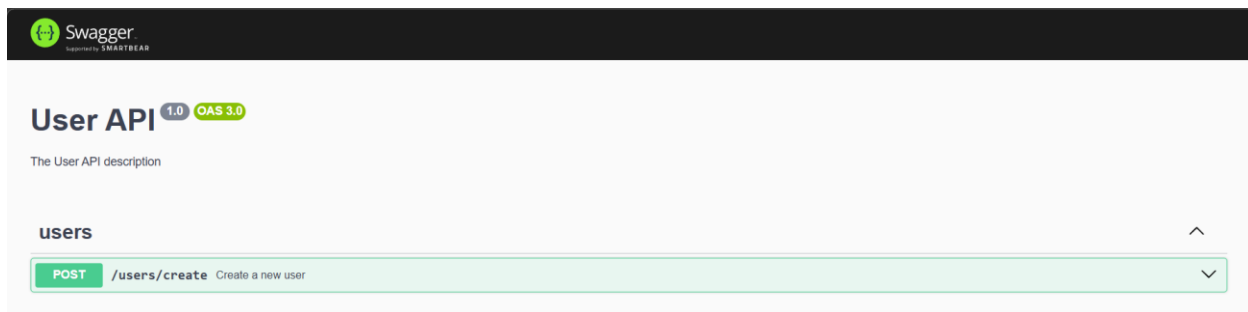 {...} Swagger.
Supported by SMARTBEAR
User API 1.0 OAS 3.0
The User API description
users
POST /users/create Create a new user